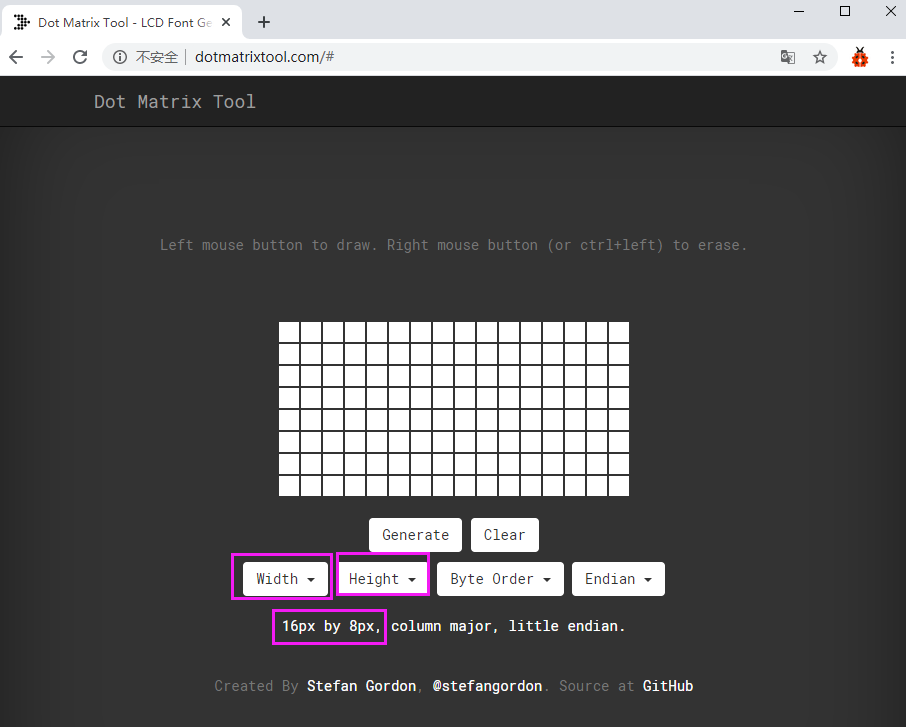 Dot Matrix Tool - LCD Font Ge
不安全 dotmatrixtool.com/#
Dot Matrix Tool
Left mouse button to draw. Right mouse button (or ctrl+left) to erase.
Generate Clear
Width Height Byte Order Endian
16px by 8px, column major, little endian.
Created By Stefan Gordon, @stefangordon. Source at GitHub